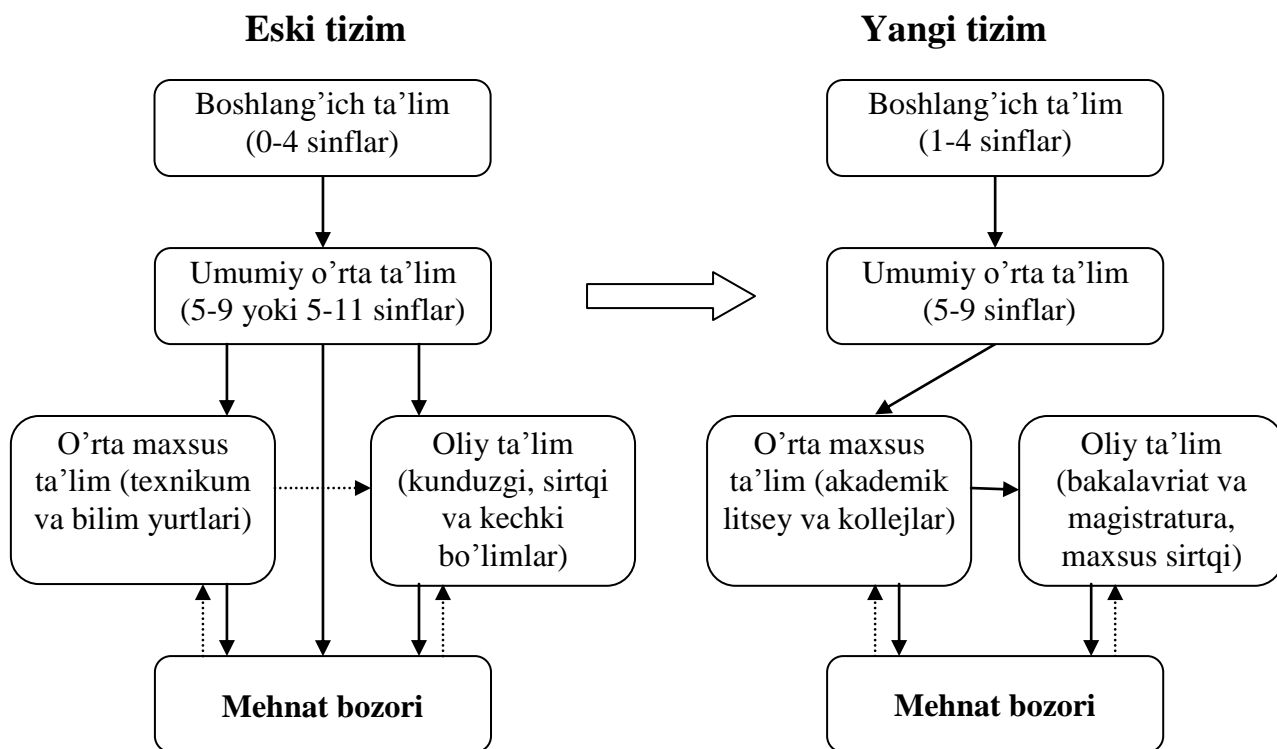 Eski tizim
Boshlang’ich ta’lim
(0-4 sinflar)
Umumiy o’rta ta’lim
(5-9 yoki 5-11 sinflar)
O’rta maxsus
ta’lim (texnikum
va bilim yurtlari)
Oliy ta’lim
(kunduzgi, sirtqi
va kechki
bo’limlar)
Mehnat bozori
Yangi tizim
Boshlang’ich ta’lim
(1-4 sinflar)
Umumiy o’rta ta’lim
(5-9 sinflar)
O’rta maxsus
ta’lim (akademik
litsey va kollejlar)
Oliy ta’lim
(bakalavriat va
magistratura,
maxsus sirtqi)
Mehnat bozori